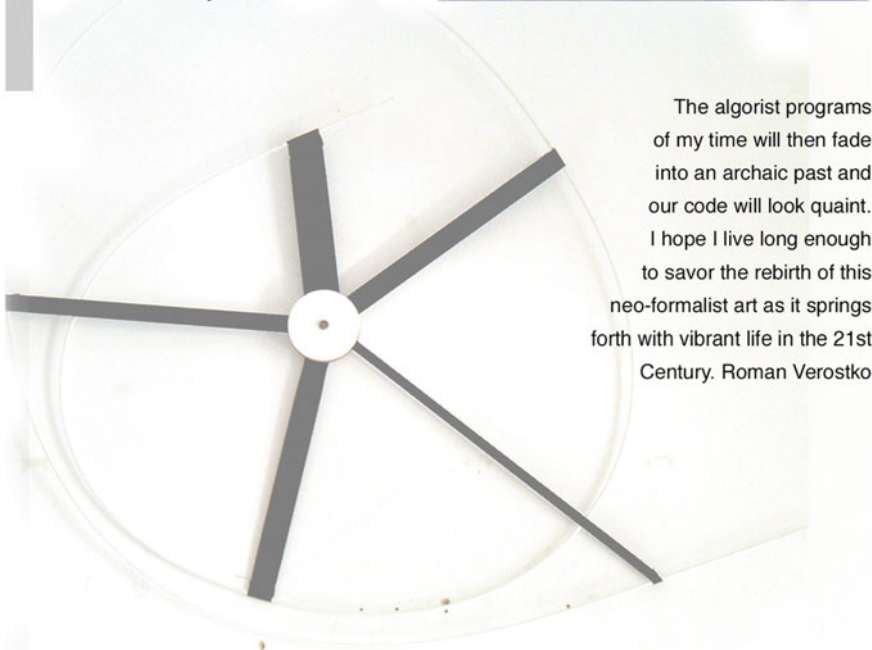 The algorist programs
of my time will then fade
into an archaic past and
our code will look quaint.
I hope I live long enough
to savor the rebirth of this
neo-formalist art as it springs
forth with vibrant life in the 21st
Century. Roman Verostko